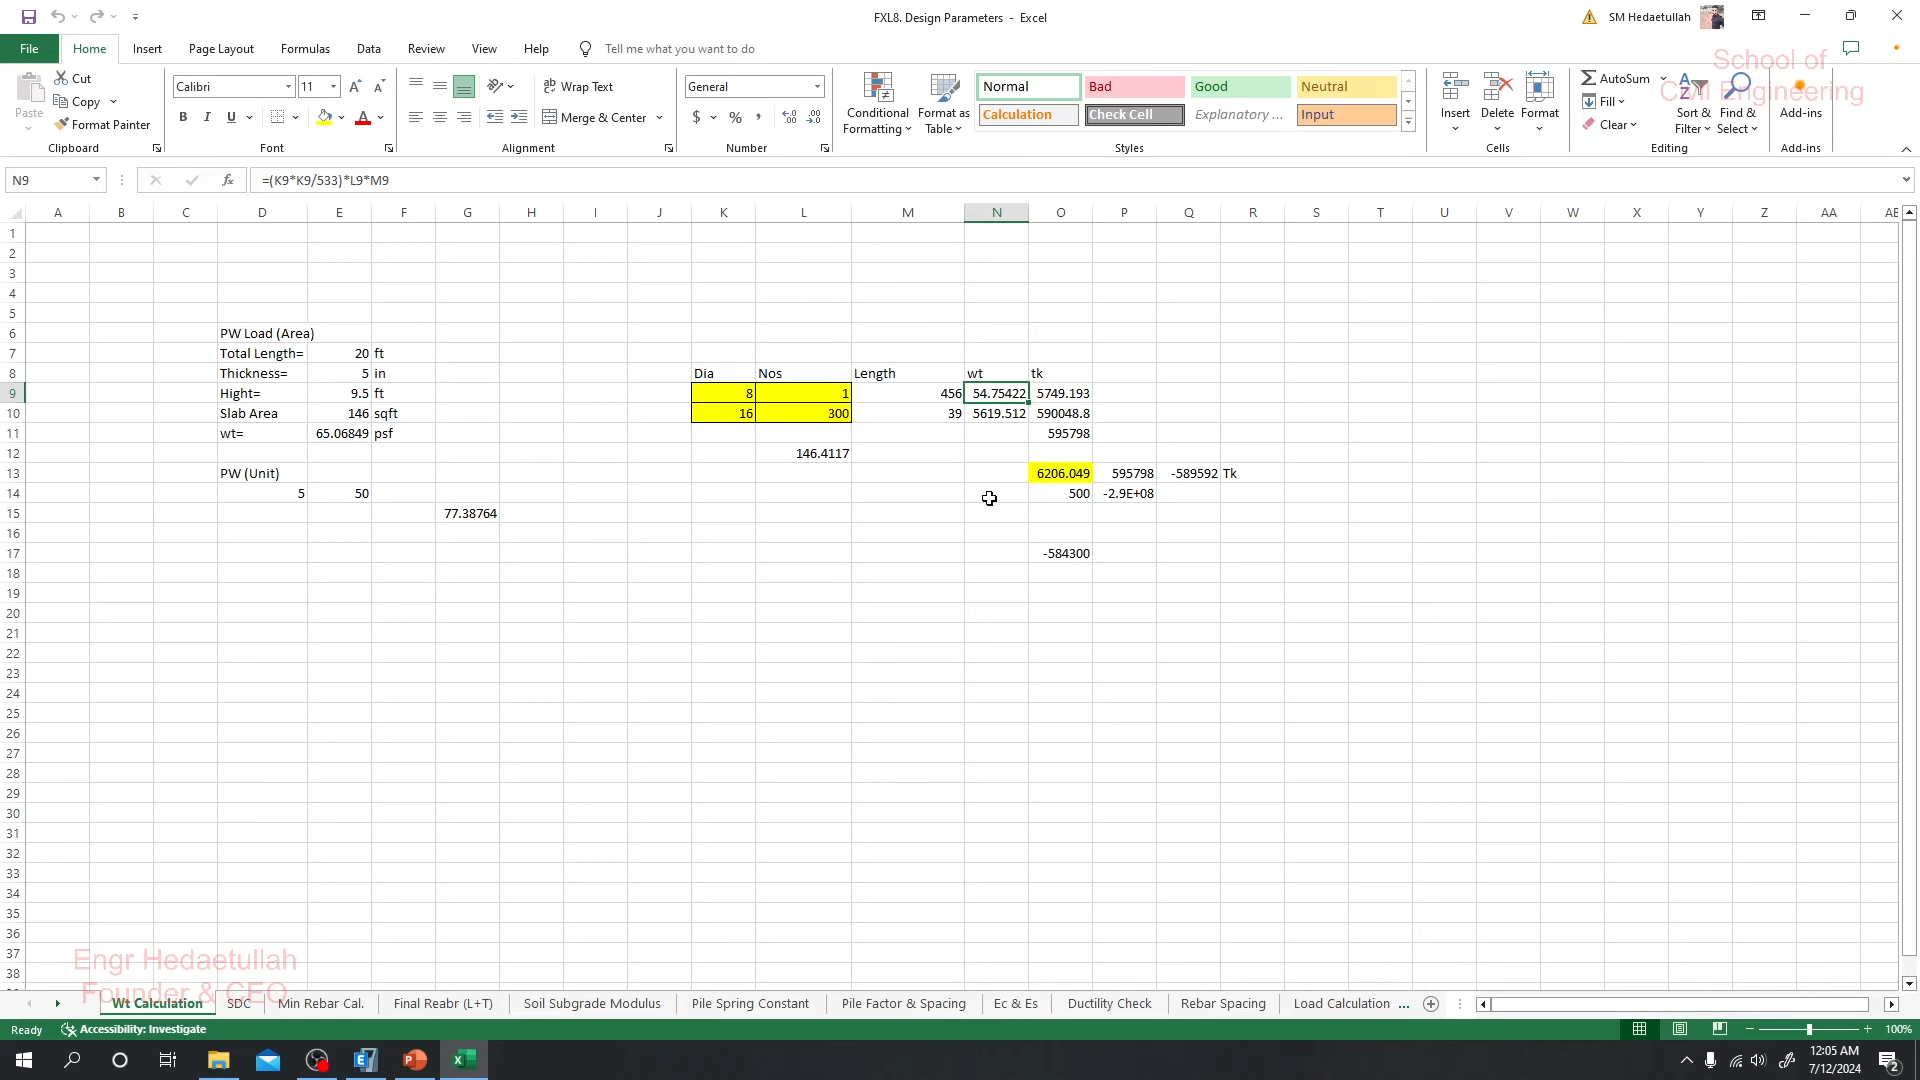 FXL8. Design Parameters - Excel
SM Hedaetullah
File Home Insert Page Layout Formulas Data Review View Help Tell me what you want to do
School of
Civil Engineering
Paste
Cut
Copy
Format Painter
Clipboard
Calibri 11
B I U
Font
Wrap Text
Merge & Center
Alignment
General
$ % ,
Number
Conditional
Formatting
Format as
Table
Normal Bad Good Neutral
Calculation Check Cell Explanatory ... Input
Styles
Insert Delete Format
Cells
AutoSum
Fill
Clear
Sort &
Filter
Find &
Select
Editing
Add-ins
Add-ins
N9 fx =(K9*K9/533)*L9*M9
A B C D E F G H I J K L M N O P Q R S T U V W X Y Z AA AE
1
2
3
4
5
6 PW Load (Area)
7 Total Length= 20 ft
8 Thickness= 5 in Dia Nos Length wt tk
9 Hight= 9.5 ft 8 1 456 54.75422 5749.193
10 Slab Area 146 sqft 16 300 39 5619.512 590048.8
11 wt= 65.06849 psf 595798
12 146.4117
13 PW (Unit) 6206.049 595798 -589592 Tk
14 5 50 500 -2.9E+08
15 77.38764
16
17 -584300
18
19
20
21
22
23
24
25
26
27
28
29
30
31
32
33
34
35
36
37
38
Engr Hedaetullah
Founder & CEO
Wt Calculation SDC Min Rebar Cal. Final Reabr (L+T) Soil Subgrade Modulus Pile Spring Constant Pile Factor & Spacing Ec & Es Ductility Check Rebar Spacing Load Calculation ...
Ready Accessibility: Investigate 100%
12:05 AM
7/12/2024
2